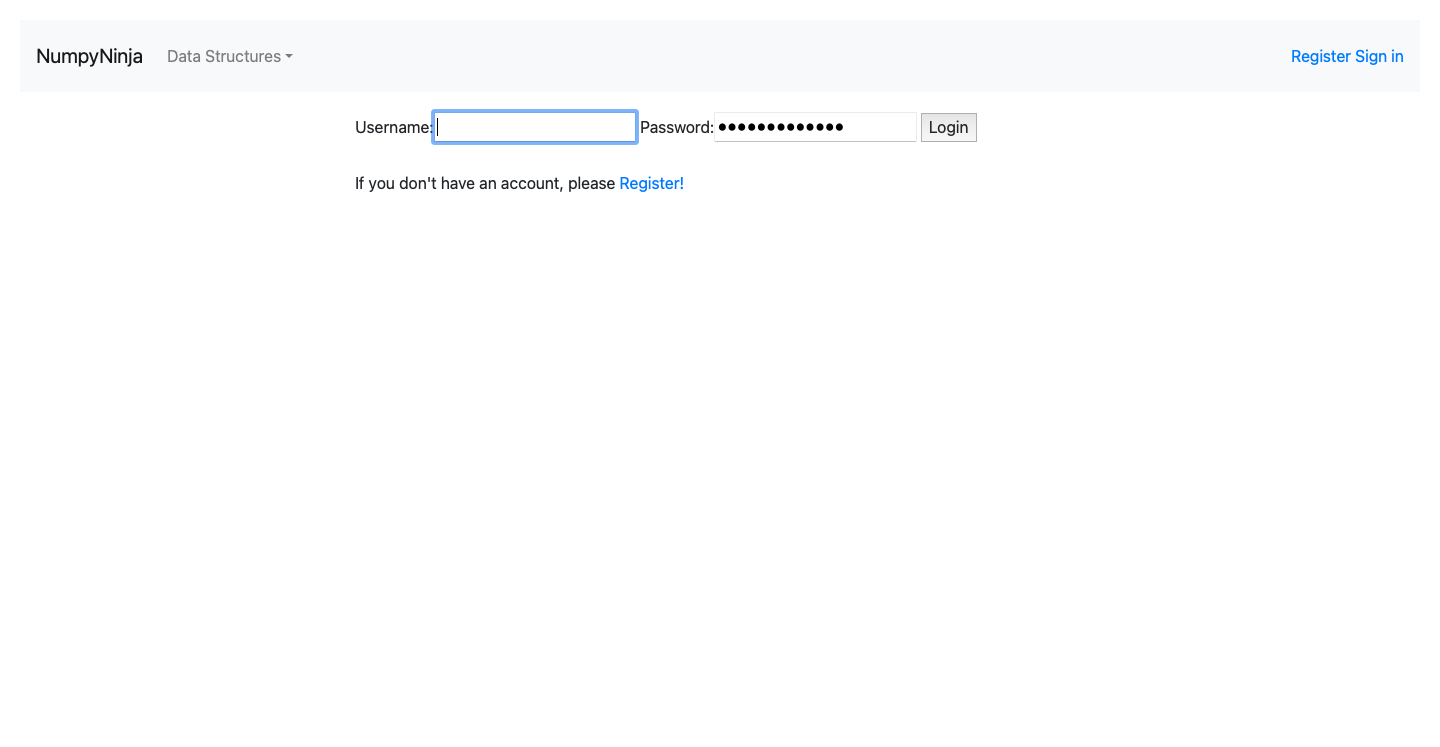 NumpyNinja Data Structures Register Sign in
Username: Password: ●●●●●●●●●●●●● Login
If you don't have an account, please Register!